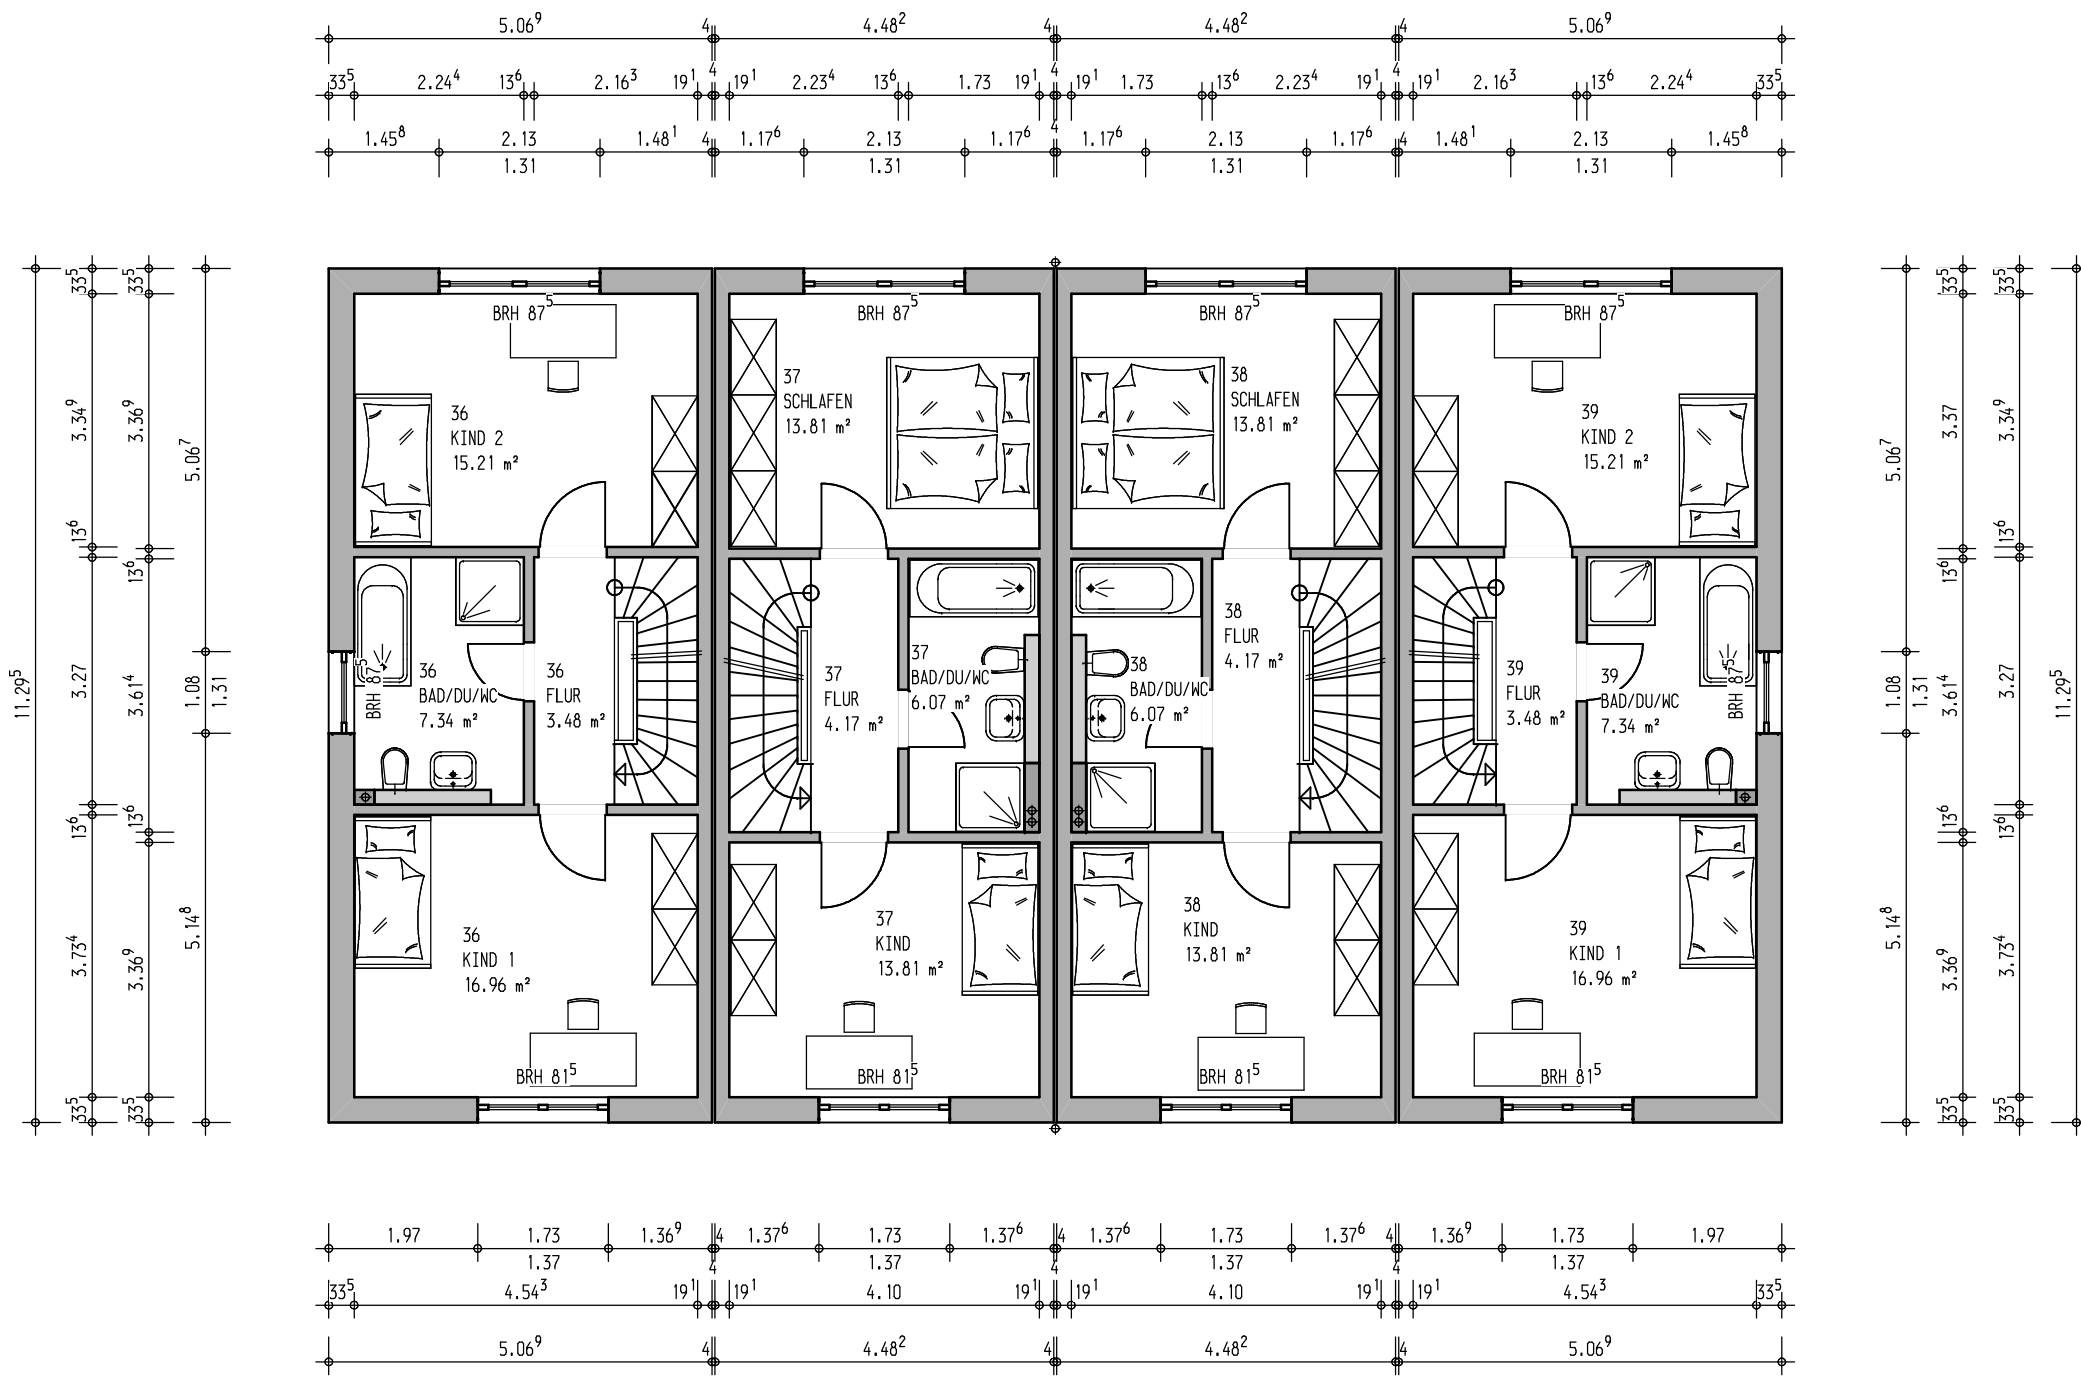 5.06⁹ 4 4.48² 4 4.48² 4 5.06⁹
4 4 4
33⁵ 2.24⁴ 13⁶ 2.16³ 19¹ 19¹ 2.23⁴ 13⁶ 1.73 19¹ 19¹ 1.73 13⁶ 2.23⁴ 19¹ 19¹ 2.16³ 13⁶ 2.24⁴ 33⁵
4
1.45⁸ 2.13 1.48¹ 4 1.17⁶ 2.13 1.17⁶ 1.17⁶ 2.13 1.17⁶ 4 1.48¹ 2.13 1.45⁸
1.31 1.31 1.31 1.31
11.29⁵
33⁵ 3.34⁹ 13⁶ 3.27 13⁶ 3.73⁴ 33⁵
33⁵ 3.36⁹ 13⁶ 3.61⁴ 13⁶ 3.36⁹ 33⁵
5.06⁷ 1.08 5.14⁸
1.31
BRH 87⁵
36
KIND 2
15.21 m²
BRH 87⁵
36
BAD/DU/WC
7.34 m²
36
FLUR
3.48 m²
36
KIND 1
16.96 m²
BRH 81⁵
BRH 87⁵
37
SCHLAFEN
13.81 m²
37
FLUR
4.17 m²
37
BAD/DU/WC
6.07 m²
37
KIND
13.81 m²
BRH 81⁵
BRH 87⁵
38
SCHLAFEN
13.81 m²
38
FLUR
4.17 m²
38
BAD/DU/WC
6.07 m²
38
KIND
13.81 m²
BRH 81⁵
BRH 87⁵
39
KIND 2
15.21 m²
39
FLUR
3.48 m²
39
BAD/DU/WC
7.34 m²
BRH 87⁵
39
KIND 1
16.96 m²
BRH 81⁵
5.06⁷ 1.08 5.14⁸
1.31
33⁵ 3.37 13⁶ 3.61⁴ 13⁶ 3.36⁹ 33⁵
33⁵ 3.34⁹ 13⁶ 3.27 13⁶ 3.73⁴ 33⁵
11.29⁵
1.97 1.73 1.36⁹ 4 1.37⁶ 1.73 1.37⁶ 4 1.37⁶ 1.73 1.37⁶ 4 1.36⁹ 1.73 1.97
1.37 1.37 1.37 1.37
4 4 4
33⁵ 4.54³ 19¹ 19¹ 4.10 19¹ 19¹ 4.10 19¹ 19¹ 4.54³ 33⁵
5.06⁹ 4 4.48² 4 4.48² 4 5.06⁹